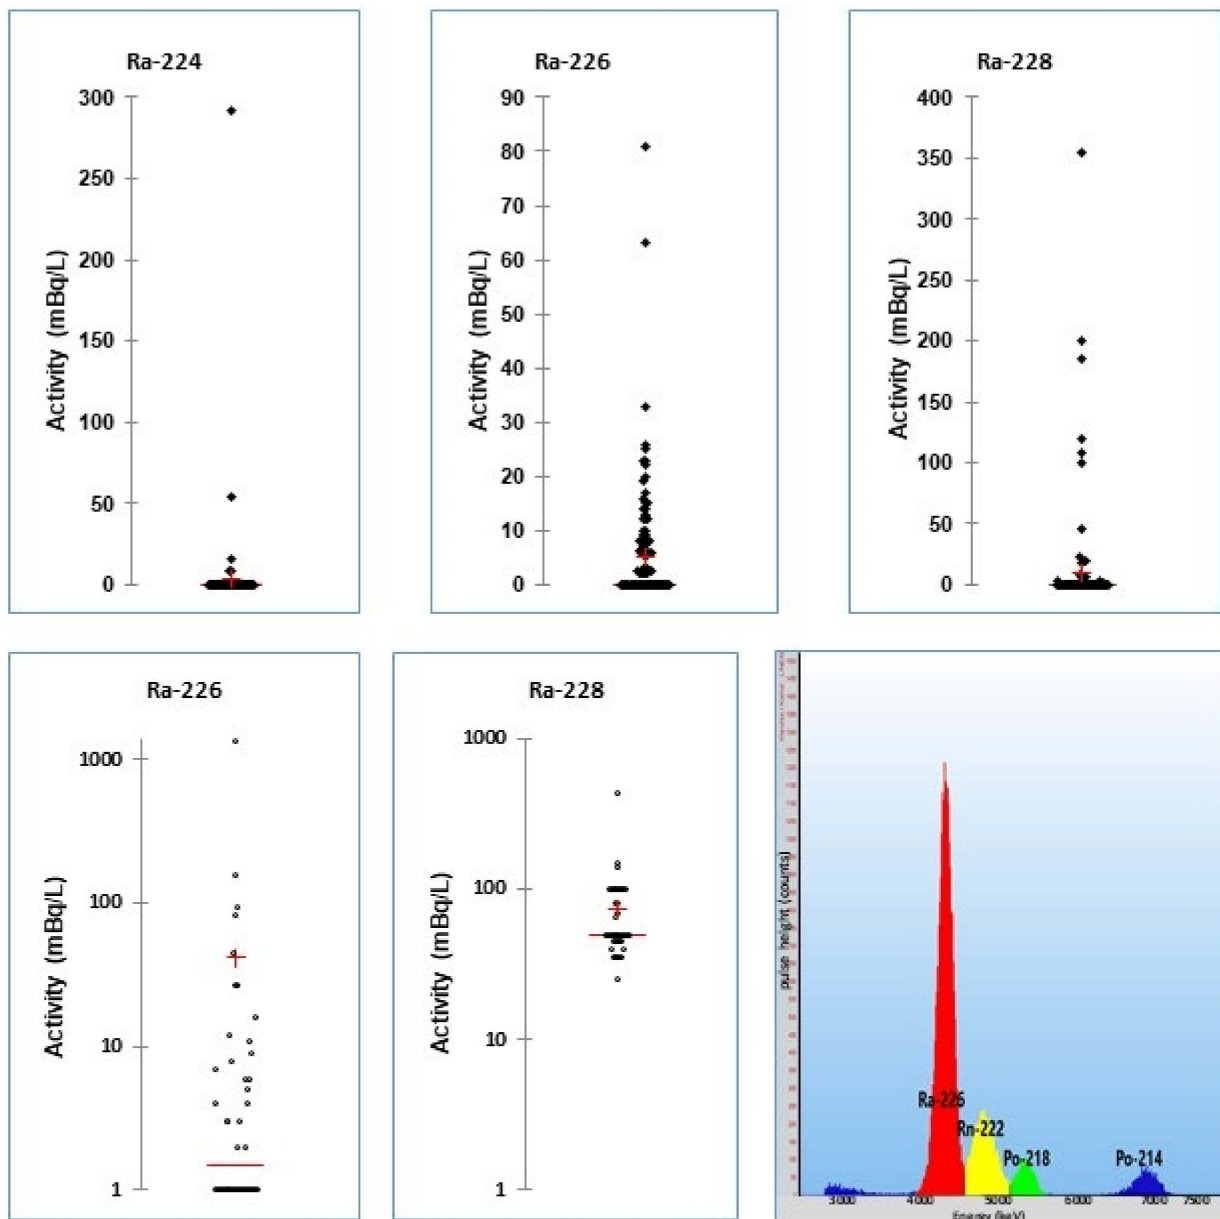 Ra-224
300
250
200
150
100
50
0
Activity (mBq/L)
Ra-226
90
80
70
60
50
40
30
20
10
0
Activity (mBq/L)
Ra-228
400
350
300
250
200
150
100
50
0
Activity (mBq/L)
Ra-226
1000
100
10
1
Activity (mBq/L)
Ra-228
1000
100
10
1
Activity (mBq/L)
pulse height (counts)
Ra-226
Rn-222
Po-218
Po-214
3000 4000 5000 6000 7000 7500
Energy (keV)